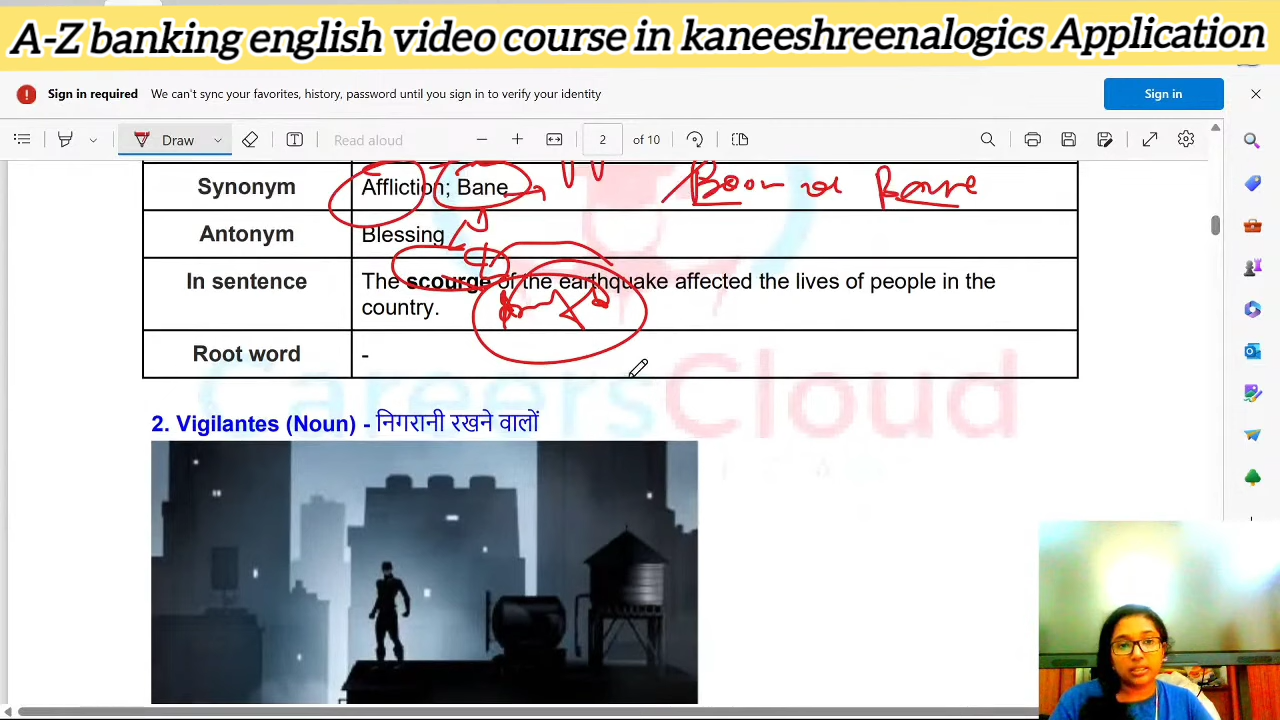 A-Z banking english video course in kaneeshreenalogics Application
Sign in required We can't sync your favorites, history, password until you sign in to verify your identity Sign in
Draw Read aloud 2 of 10
Synonym Affliction; Bane Boon Bane
Antonym Blessing
In sentence The scourge of the earthquake affected the lives of people in the
country.
Root word -
CareersCloud
2. Vigilantes (Noun) - निगरानी रखने वालों